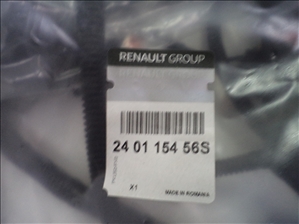 RENAULT GROUP
24 01 154 56S
X1
MADE IN ROMANIA